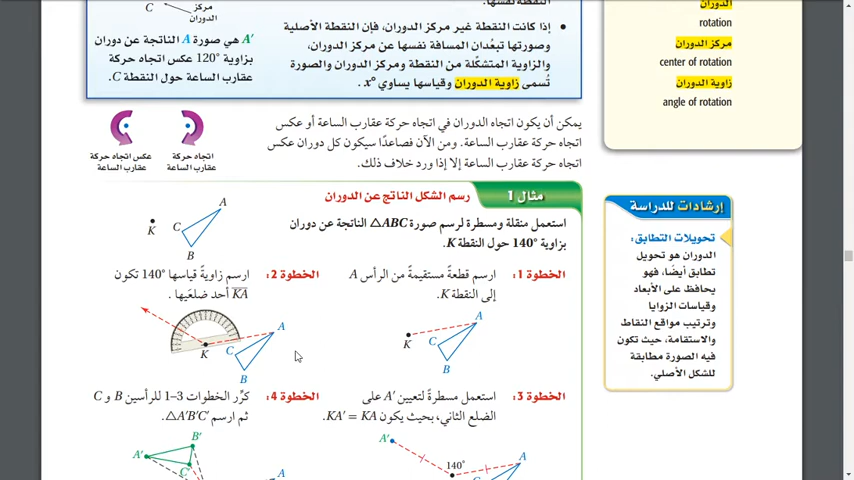 النقطة نفسها.
إذا كانت النقطة غير مركز الدوران، فإن النقطة الأصلية
وصورتها تبعُدان المسافة نفسها عن مركز الدوران،
والزاوية المتشكّلة من النقطة ومركز الدوران والصورة
تُسمى زاوية الدوران وقياسها يساوي x°.
C
مركز
الدوران
A′ هي صورة A الناتجة عن دوران
بزاوية 120° عكس اتجاه حركة
عقارب الساعة حول النقطة C.
الدوران
rotation
مركز الدوران
center of rotation
زاوية الدوران
angle of rotation
يمكن أن يكون اتجاه الدوران في اتجاه حركة عقارب الساعة أو عكس
اتجاه حركة عقارب الساعة. ومن الآن فصاعدًا سيكون كل دوران عكس
اتجاه حركة عقارب الساعة إلا إذا ورد خلاف ذلك.
اتجاه حركة
عقارب الساعة
عكس اتجاه حركة
عقارب الساعة
مثال 1
رسم الشكل الناتج عن الدوران
استعمل منقلة ومسطرة لرسم صورة △ABC الناتجة عن دوران
بزاوية 140° حول النقطة K.
A
K
C
B
الخطوة 1:
ارسم قطعة مستقيمة من الرأس A
إلى النقطة K.
A
K
C
B
الخطوة 2:
ارسم زاوية قياسها 140° تكون
KA أحد ضلعَيها.
A
K
C
B
الخطوة 3:
استعمل مسطرةً لتعيين A′ على
الضلع الثاني، بحيث يكون KA′ = KA.
A′
140°
A
C
الخطوة 4:
كرِّر الخطوات 3–1 للرأسين B و C
ثم ارسم △A′B′C′.
B′
A′
C′
A
إرشادات للدراسة
تحويلات التطابق:
الدوران هو تحويل
تطابق أيضًا، فهو
يحافظ على الأبعاد
وقياسات الزوايا
وترتيب مواقع النقاط
والاستقامة، حيث تكون
فيه الصورة مطابقة
للشكل الأصلي.